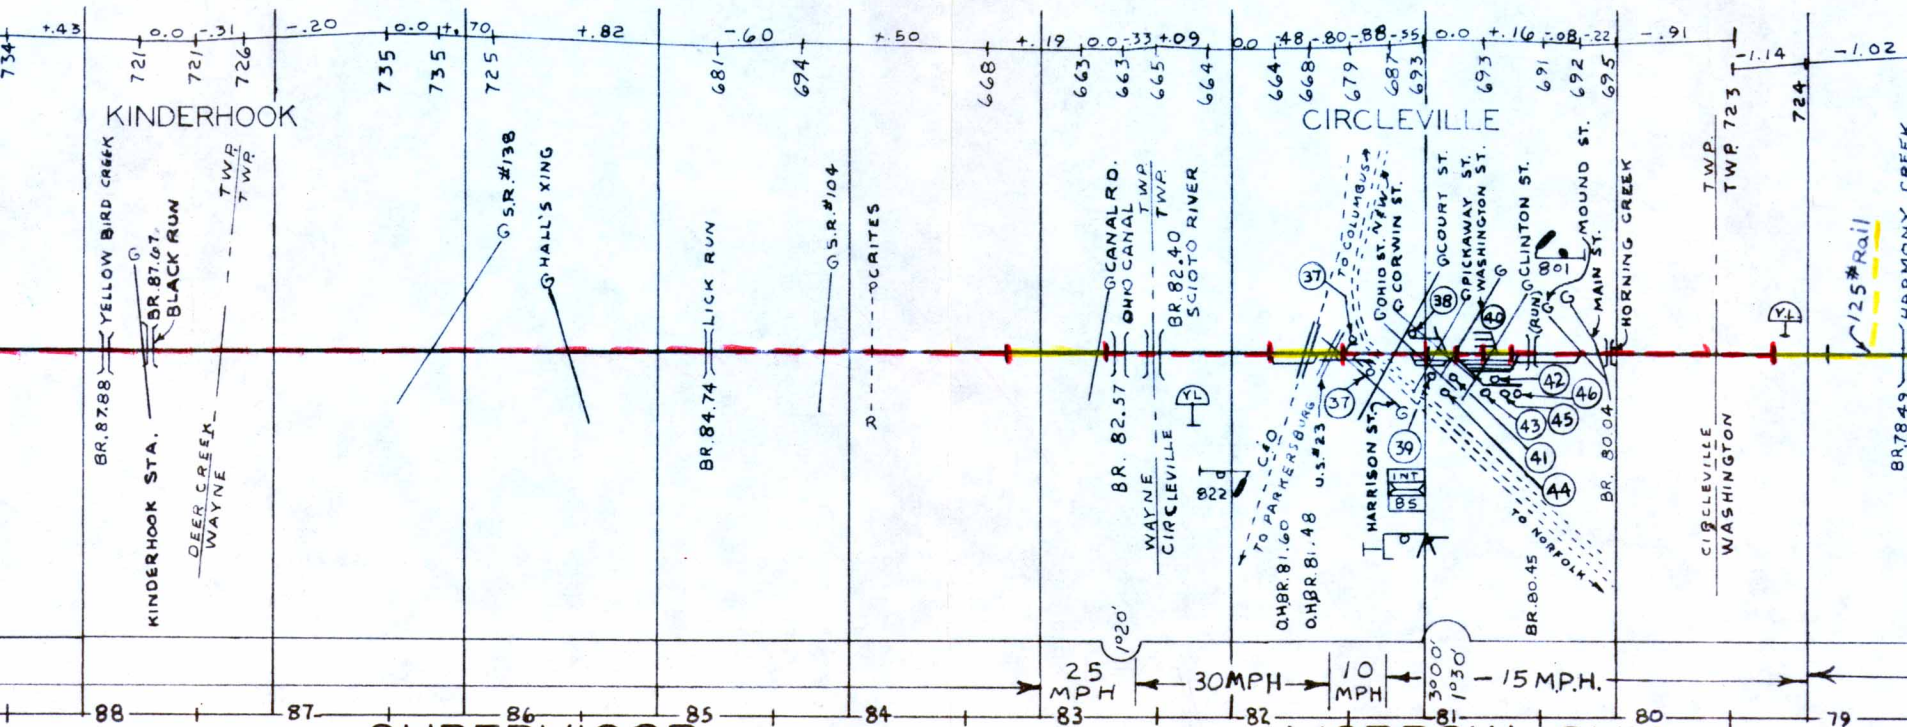 +.43 0.0 -.31 -.20 0.0 +.70 +.82 -.60 +.50 +.19 0.0 -.33 +.09 0.0 -.48 -.80 -.88 -.55 0.0 +.16 -.08 -.22 -.91 -1.14 -1.02
734 721 721 726 735 735 725 681 694 668 663 663 665 664 664 668 679 687 693 693 691 692 695 723 724
KINDERHOOK
CIRCLEVILLE
YELLOW BIRD CREEK
BR. 87.88
G
BR. 87.67
BLACK RUN
KINDERHOOK STA.
TWP.
TWP.
DEER CREEK
WAYNE
G S.R. #138
G HALL'S XING
LICK RUN
BR. 84.74
G S.R. #104
CRITES
G CANAL RD.
OHIO CANAL
BR. 82.57
TWP.
TWP.
WAYNE
CIRCLEVILLE
BR. 82.40
SCIOTO RIVER
YL
822
TO COLUMBUS
TO PARKERSBURG
U.S. #23
O.H.BR. 81.60
O.H.BR. 81.48
37
37
G OHIO ST.
CORWIN ST.
HARRISON ST.
G
39
85
T
G COURT ST.
38
G PICKAWAY ST.
WASHINGTON ST.
40
G
G CLINTON ST.
801
MOUND ST.
(RUN)
G
MAIN ST.
HORNING CREEK
42
46
45
43
41
44
TO NORFOLK
BR. 80.45
BR. 80.04
TWP.
TWP.
CIRCLEVILLE
WASHINGTON
YL
125# Rail
HARMONY CREEK
BR. 78.49
1°20'
3°00'
1°30'
25
MPH
30 MPH
10
MPH
15 M.P.H.
88 87 86 85 84 83 82 81 80 79